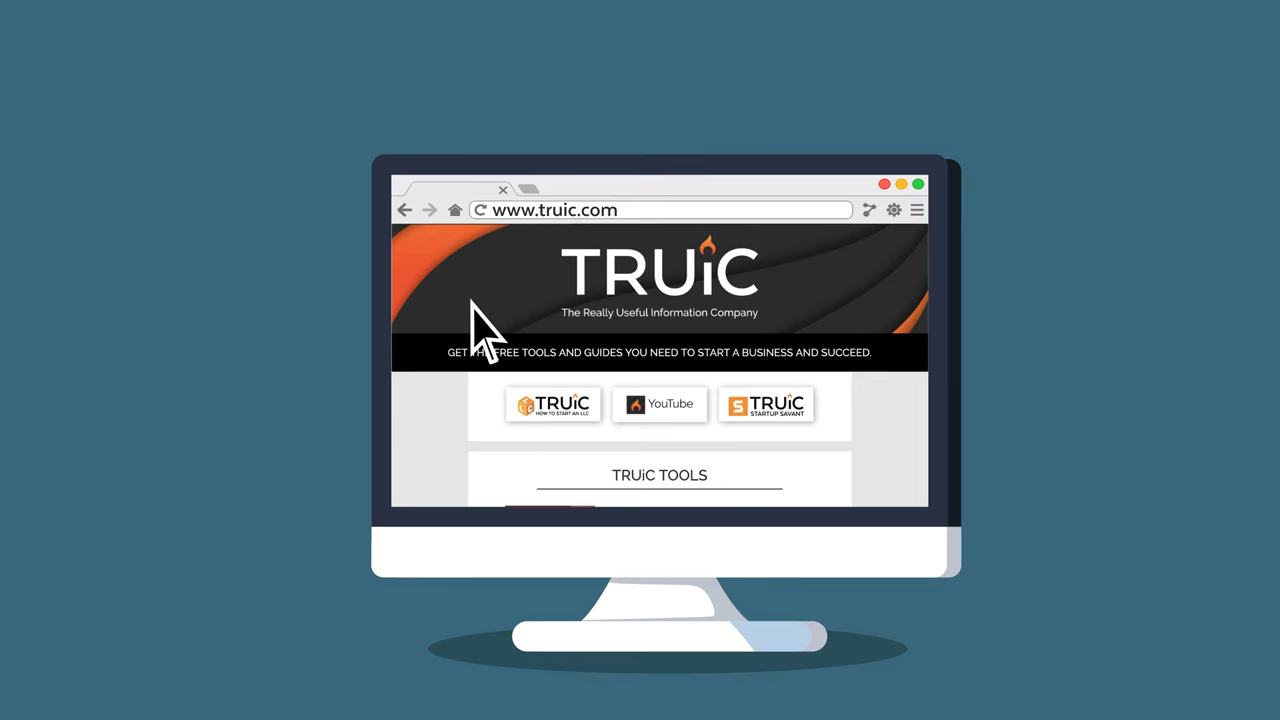 www.truic.com
TRUiC
The Really Useful Information Company
GET THE FREE TOOLS AND GUIDES YOU NEED TO START A BUSINESS AND SUCCEED.
TRUiC
HOW TO START AN LLC
YouTube
S TRUiC
STARTUP SAVANT
TRUiC TOOLS